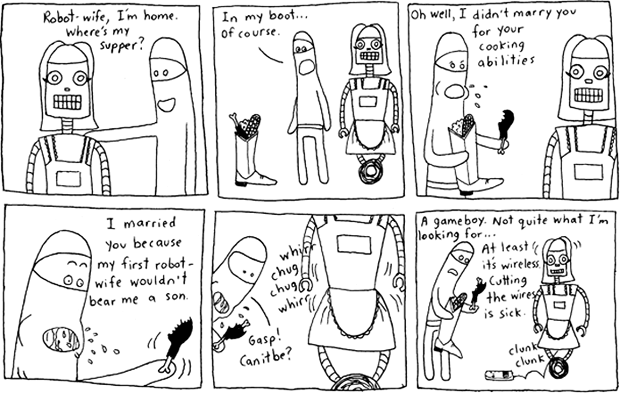 Robot-wife, I'm home.
Where's my
supper?
In my boot...
Of course.
Oh well, I didn't marry you
for your
cooking
abilities
I married
you because
my first robot-
wife wouldn't
bear me a son.
whirr
chug
chug
whirr
Gasp!
Can it be?
A gameboy. Not quite what I'm
looking for...
At least
it's wireless.
Cutting
the wires
is sick.
clunk
clunk